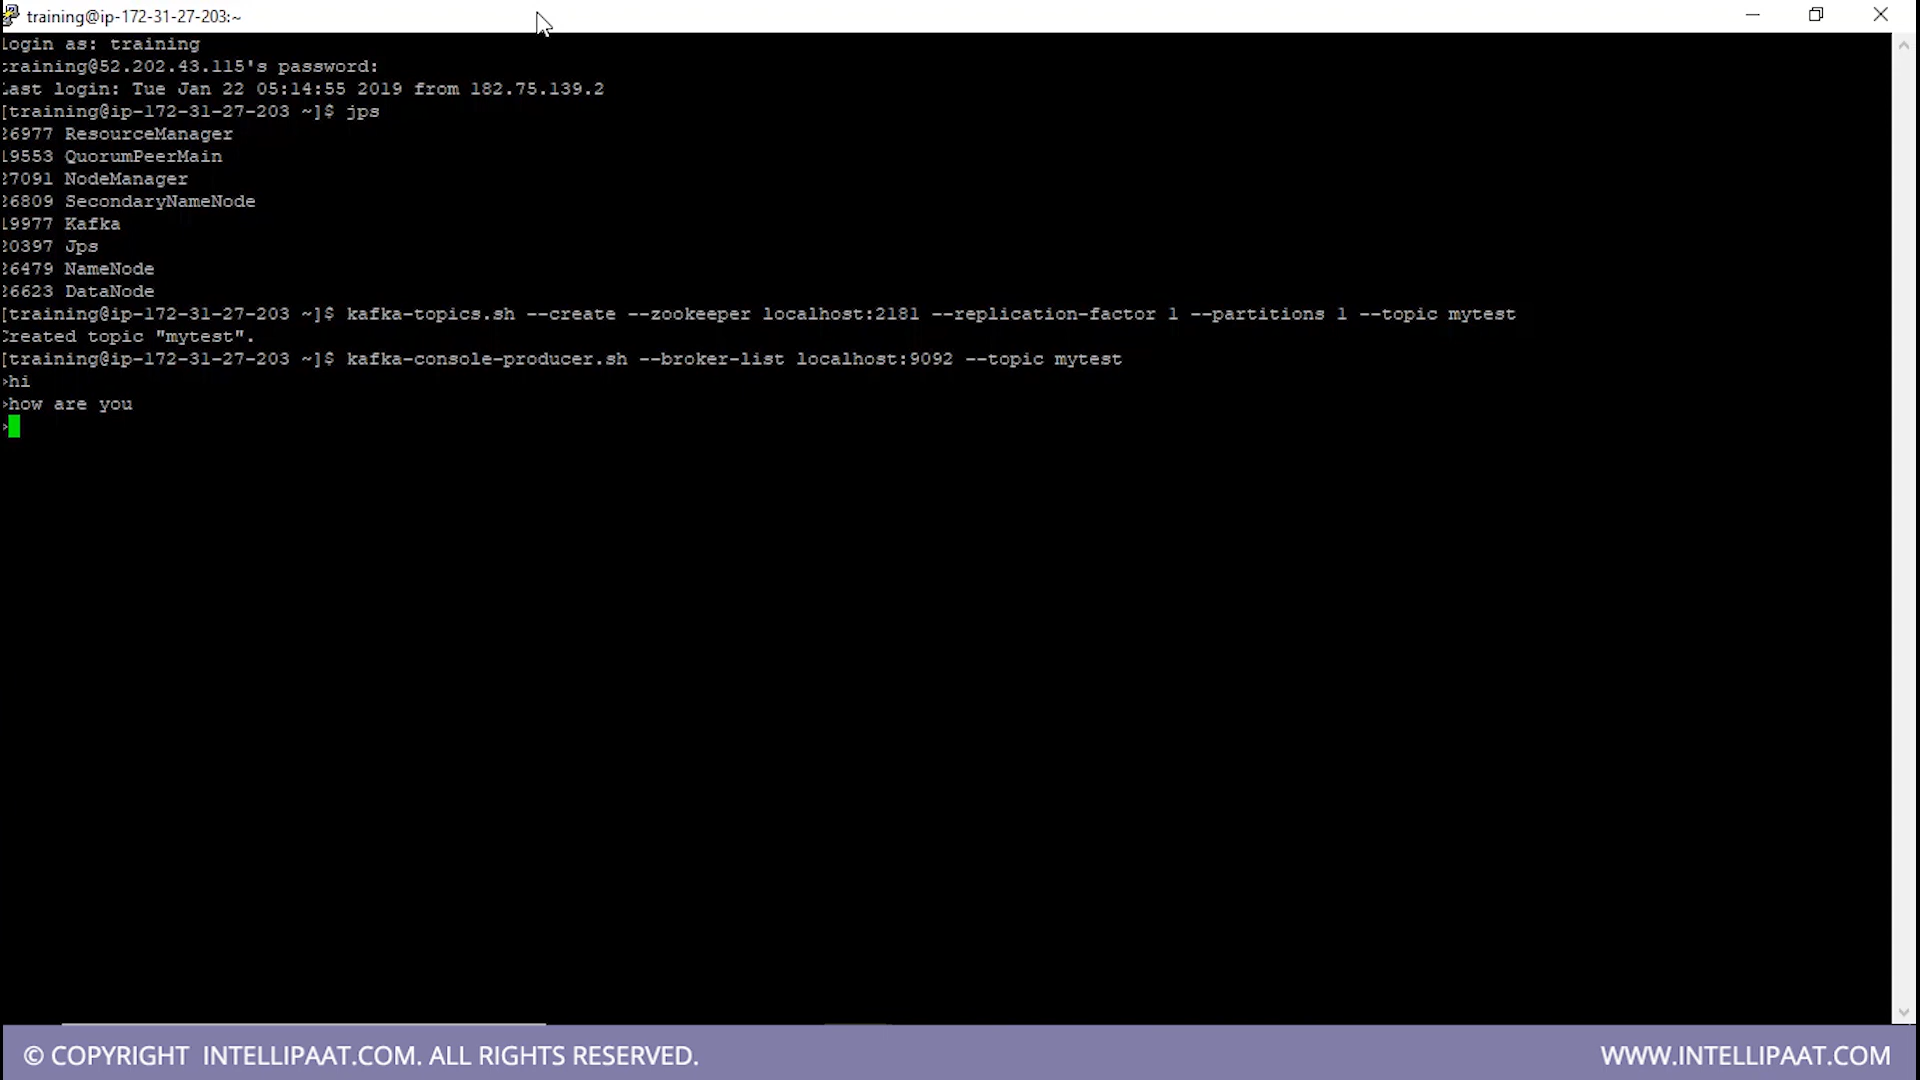 training@ip-172-31-27-203:~
login as: training
training@52.202.43.115's password:
Last login: Tue Jan 22 05:14:55 2019 from 182.75.139.2
[training@ip-172-31-27-203 ~]$ jps
26977 ResourceManager
19553 QuorumPeerMain
27091 NodeManager
26809 SecondaryNameNode
19977 Kafka
20397 Jps
26479 NameNode
26623 DataNode
[training@ip-172-31-27-203 ~]$ kafka-topics.sh --create --zookeeper localhost:2181 --replication-factor 1 --partitions 1 --topic mytest
Created topic "mytest".
[training@ip-172-31-27-203 ~]$ kafka-console-producer.sh --broker-list localhost:9092 --topic mytest
>hi
>how are you
>
© COPYRIGHT INTELLIPAAT.COM. ALL RIGHTS RESERVED.
WWW.INTELLIPAAT.COM